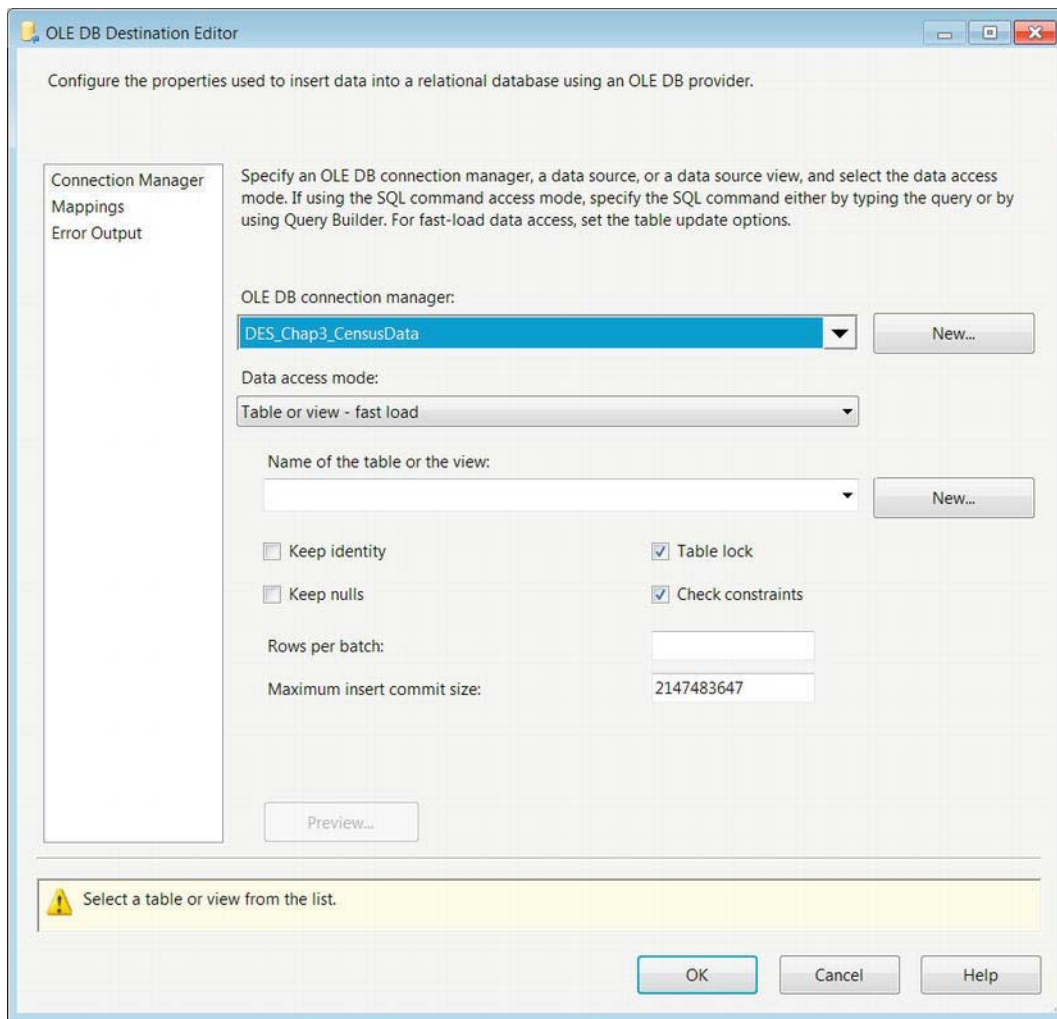 OLE DB Destination Editor
Configure the properties used to insert data into a relational database using an OLE DB provider.
Connection Manager
Mappings
Error Output
Specify an OLE DB connection manager, a data source, or a data source view, and select the data access
mode. If using the SQL command access mode, specify the SQL command either by typing the query or by
using Query Builder. For fast-load data access, set the table update options.
OLE DB connection manager:
DES_Chap3_CensusData
New...
Data access mode:
Table or view - fast load
Name of the table or the view:
New...
Keep identity
Table lock
Keep nulls
Check constraints
Rows per batch:
Maximum insert commit size:
2147483647
Preview...
Select a table or view from the list.
OK
Cancel
Help